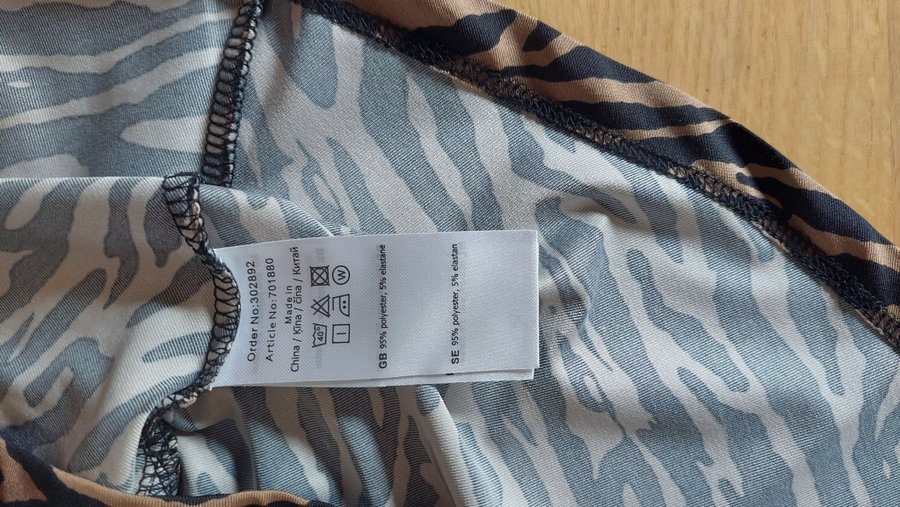 Order No:302892
Article No:701880
Made in
China / Kina / čína / Китай
40°
W
GB 95% polyester, 5% elastane
SE 95% polyester, 5% elastan